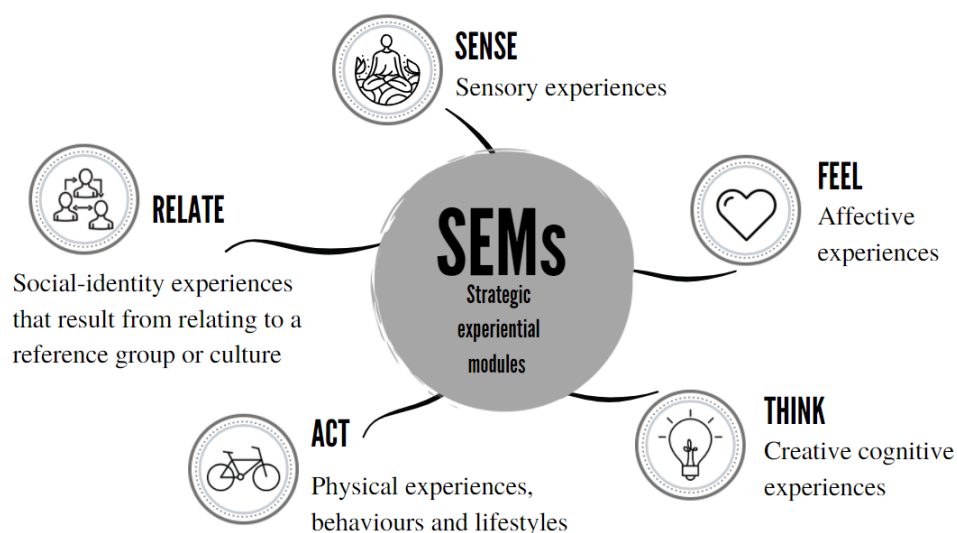 SENSE
Sensory experiences
FEEL
Affective
experiences
RELATE
Social-identity experiences
that result from relating to a
reference group or culture
SEMs
Strategic
experiential
modules
THINK
Creative cognitive
experiences
ACT
Physical experiences,
behaviours and lifestyles